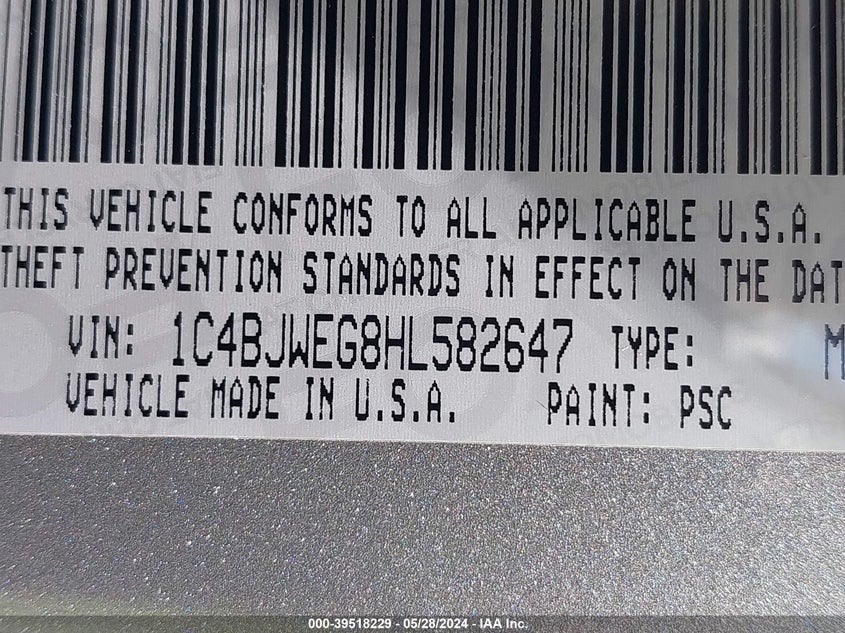 THIS VEHICLE CONFORMS TO ALL APPLICABLE U.S.A.
THEFT PREVENTION STANDARDS IN EFFECT ON THE DAT
VIN: 1C4BJWEG8HL582647 TYPE: M
VEHICLE MADE IN U.S.A. PAINT: PSC
000-39518229 - 05/28/2024 - IAA Inc.